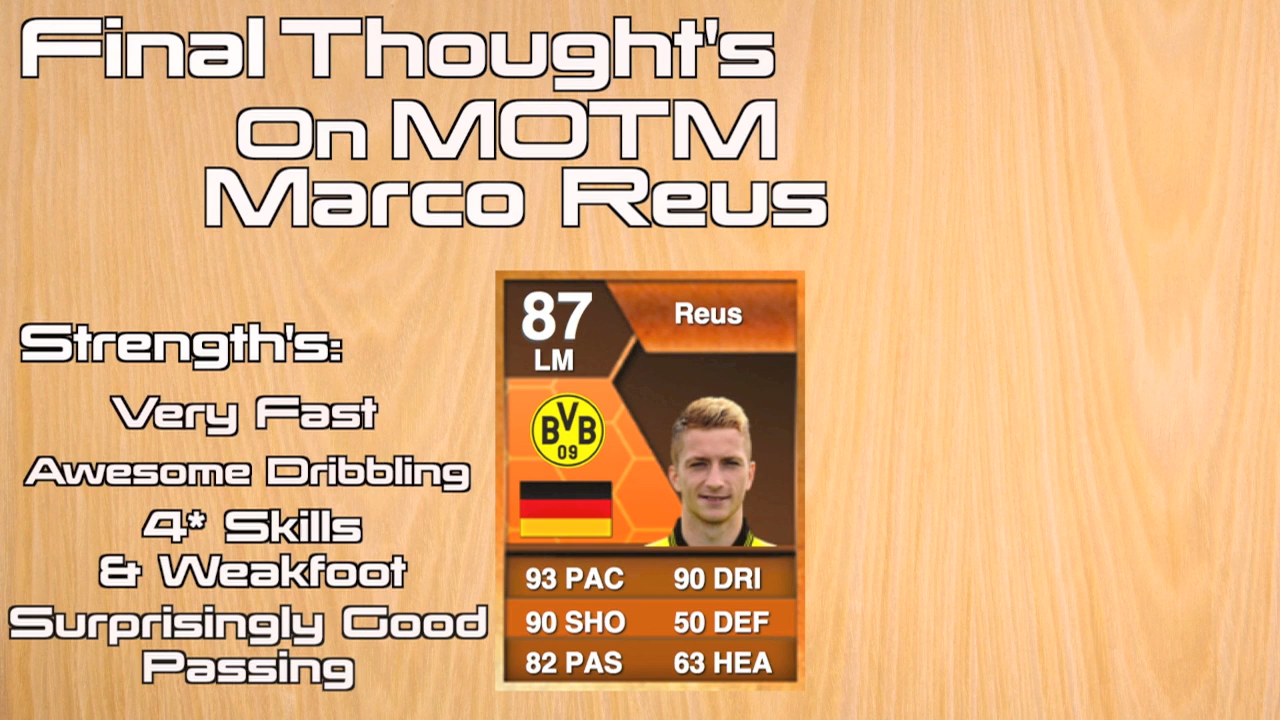 Final Thought's
On MOTM
Marco Reus
Strength's:
Very Fast
Awesome Dribbling
4* Skills
& Weakfoot
Surprisingly Good
Passing
87
LM
Reus
BVB
09
93 PAC 90 DRI
90 SHO 50 DEF
82 PAS 63 HEA